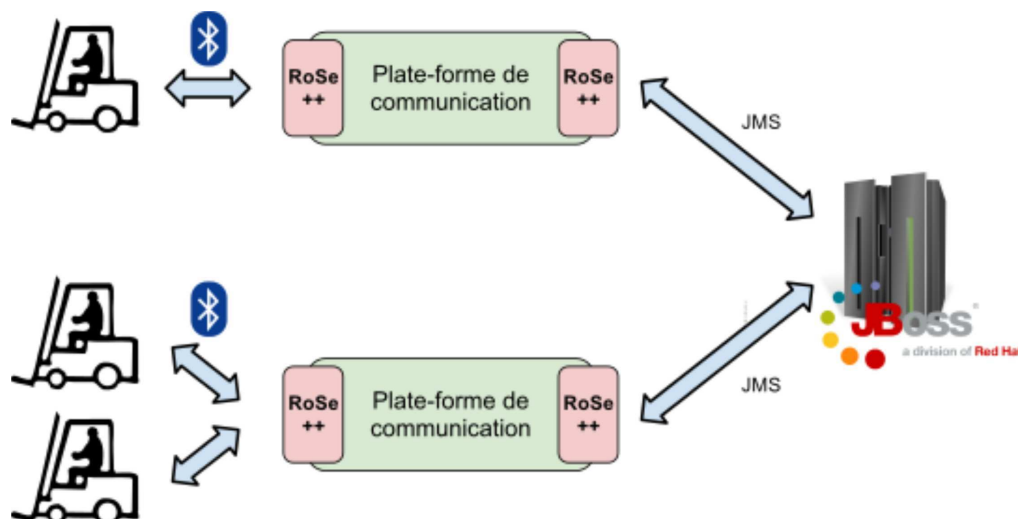 RoSe
++
Plate-forme de
communication
RoSe
++
JMS
JBoss
a division of Red Ha
RoSe
++
Plate-forme de
communication
RoSe
++
JMS